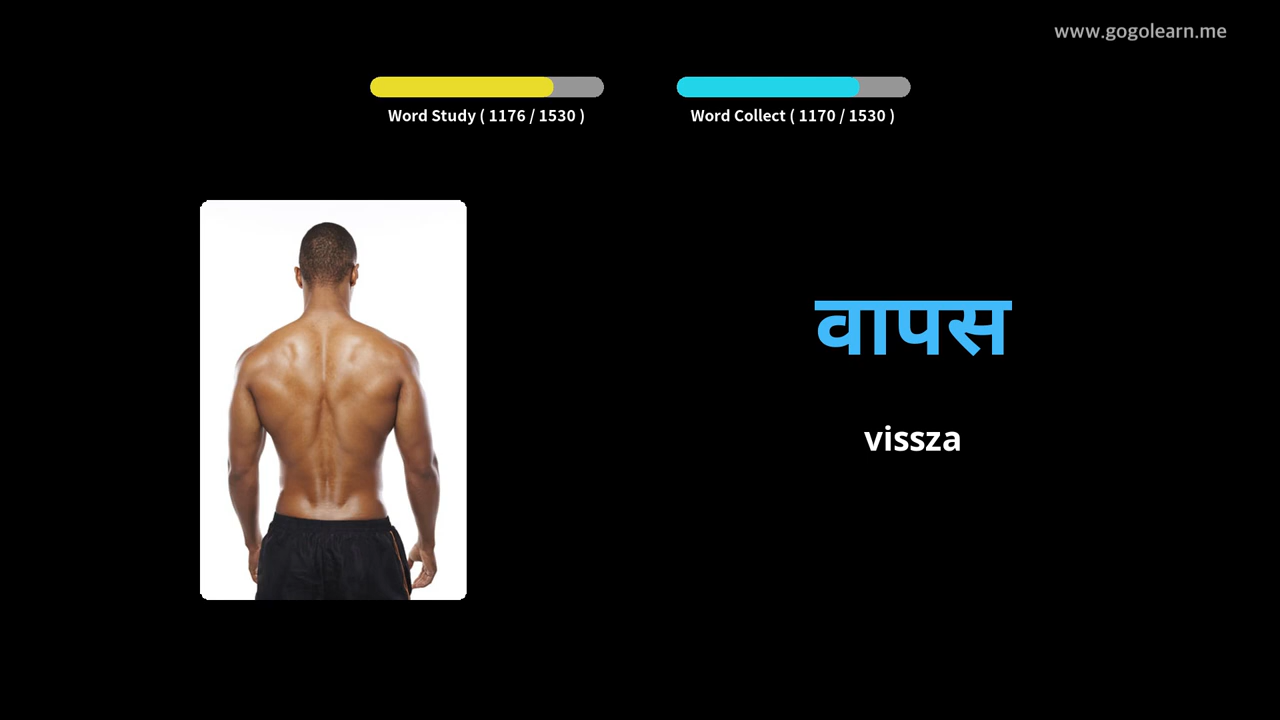 www.gogolearn.me
Word Study ( 1176 / 1530 )
Word Collect ( 1170 / 1530 )
वापस
vissza